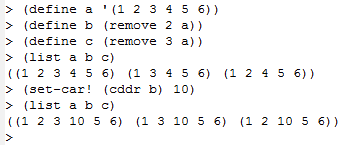 > (define a '(1 2 3 4 5 6))
> (define b (remove 2 a))
> (define c (remove 3 a))
> (list a b c)
((1 2 3 4 5 6) (1 3 4 5 6) (1 2 4 5 6))
> (set-car! (cddr b) 10)
> (list a b c)
((1 2 3 10 5 6) (1 3 10 5 6) (1 2 10 5 6))
>